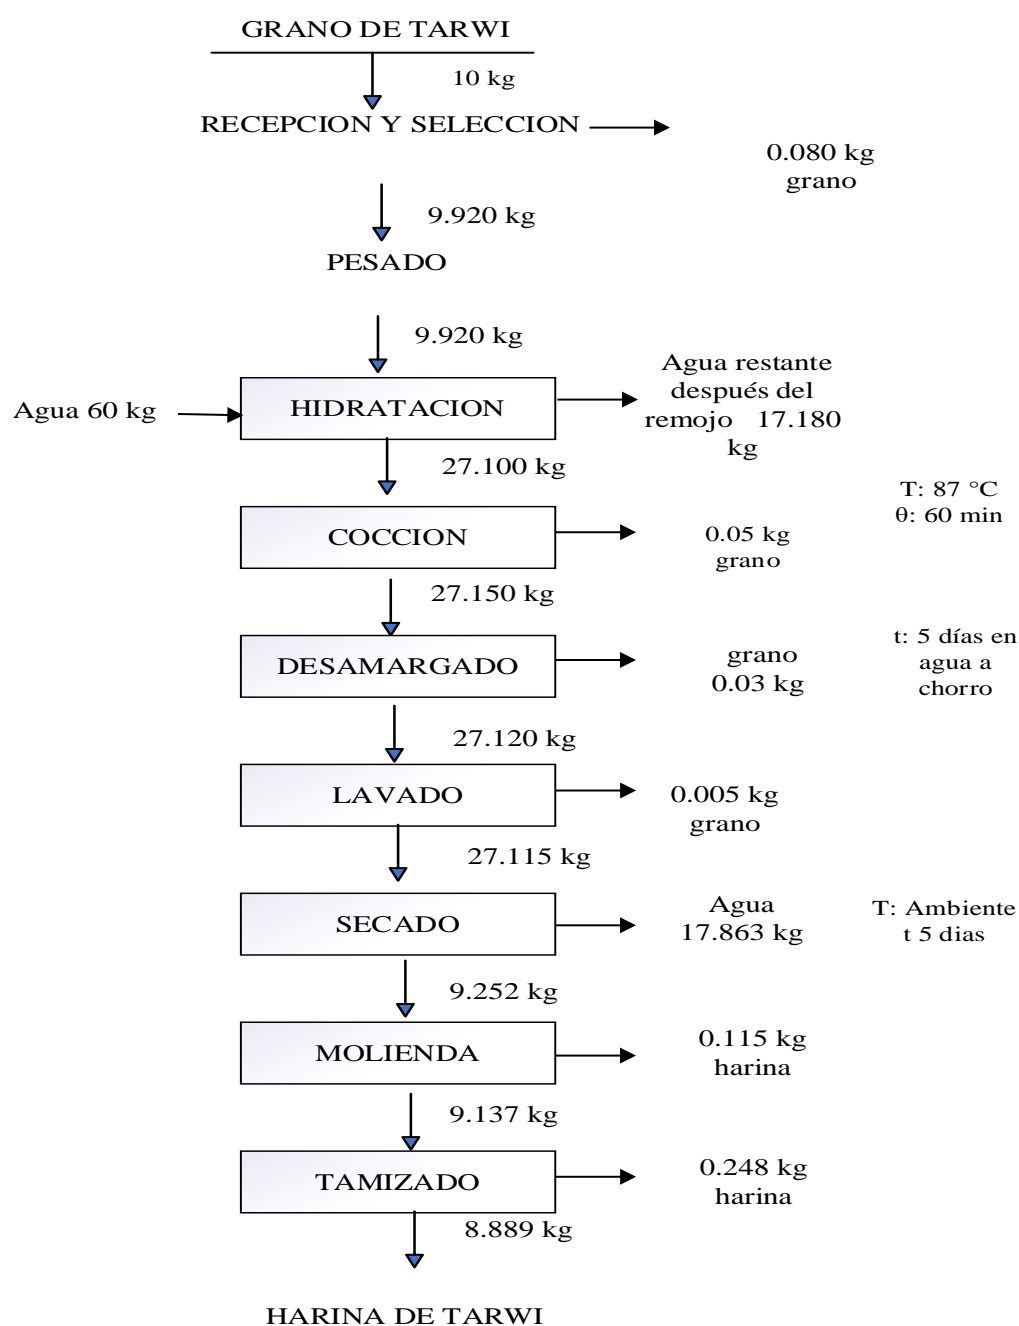 GRANO DE TARWI
10 kg
RECEPCION Y SELECCION
0.080 kg
grano
9.920 kg
PESADO
9.920 kg
Agua 60 kg
HIDRATACION
Agua restante
después del
remojo 17.180
kg
27.100 kg
T: 87 °C
θ: 60 min
COCCION
0.05 kg
grano
27.150 kg
DESAMARGADO
grano
0.03 kg
t: 5 días en
agua a
chorro
27.120 kg
LAVADO
0.005 kg
grano
27.115 kg
SECADO
Agua
17.863 kg
T: Ambiente
t 5 dias
9.252 kg
MOLIENDA
0.115 kg
harina
9.137 kg
TAMIZADO
0.248 kg
harina
8.889 kg
HARINA DE TARWI